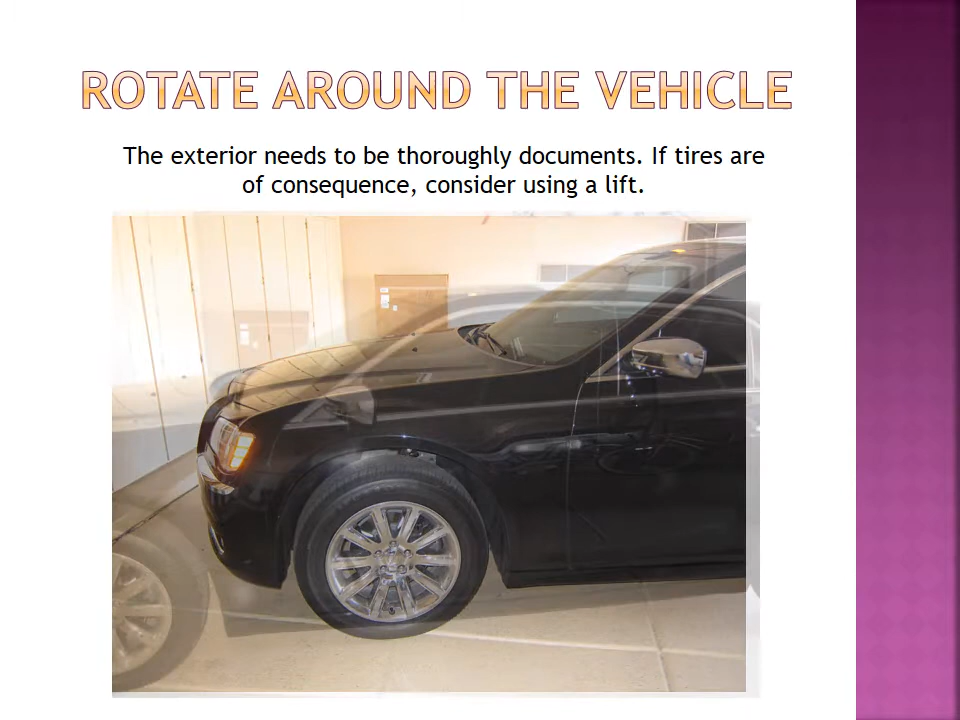 ROTATE AROUND THE VEHICLE
The exterior needs to be thoroughly documents. If tires are
of consequence, consider using a lift.